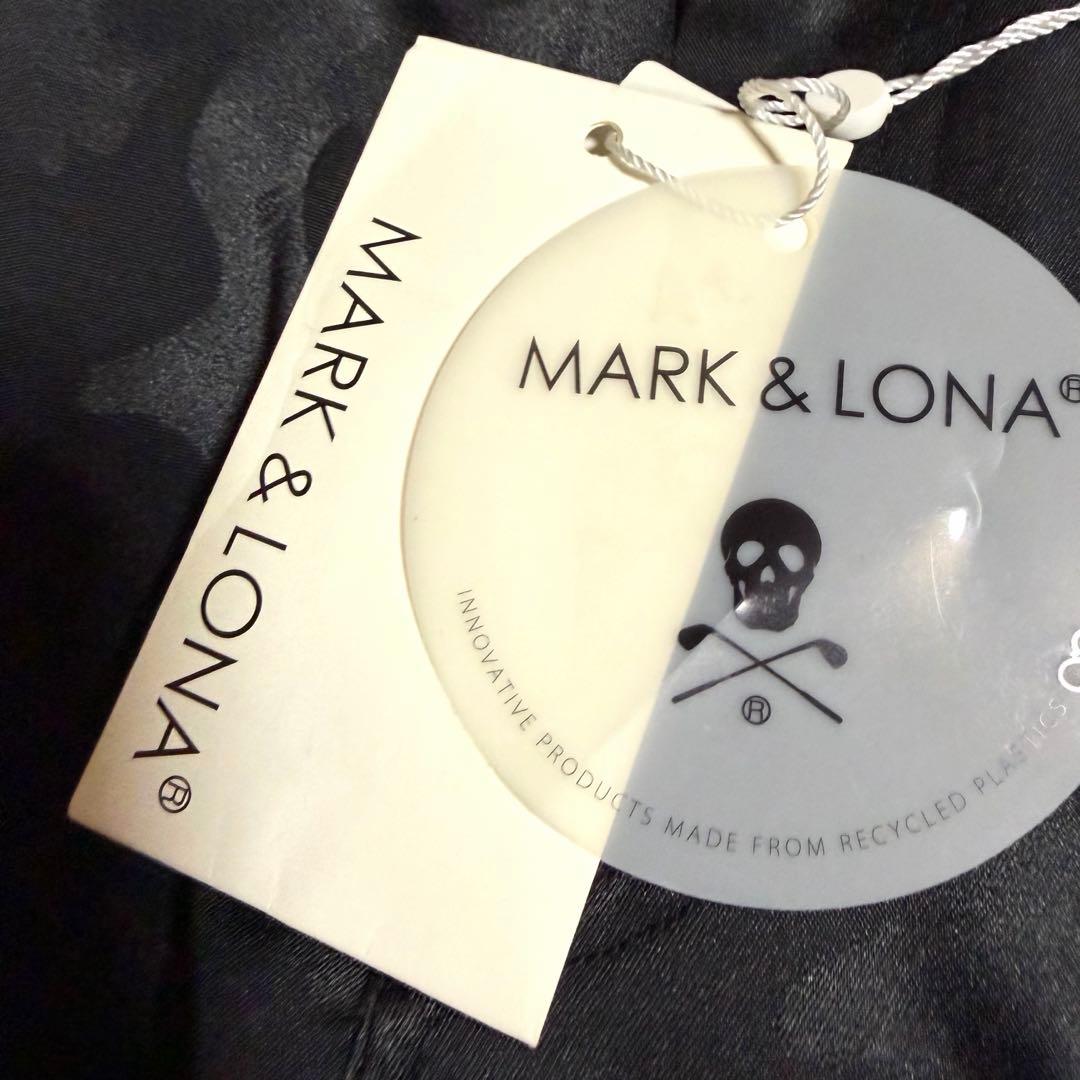 MARK & LONA®
MARK & LONA®
®
INNOVATIVE PRODUCTS MADE FROM RECYCLED PLASTICS